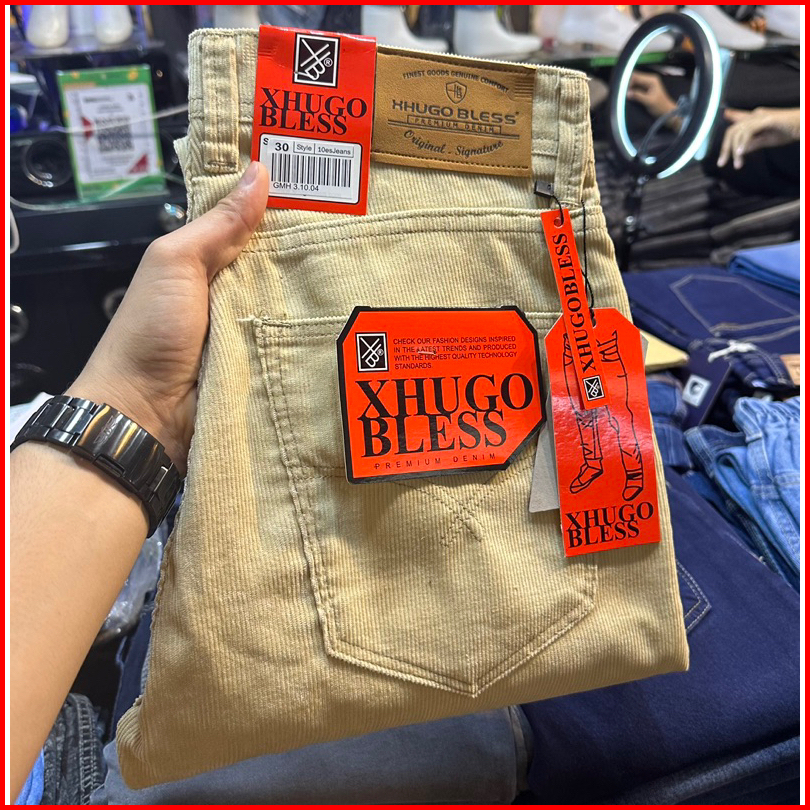 XB®
XHUGO
BLESS
S 30 Style 10esJeans
GMH 3.10.04
FINEST GOODS GENUINE COMFORT
XHUGO BLESS®
PREMIUM DENIM
Original - Signature
XHUGOBLESS
CHECK OUR FASHION DESIGNS INSPIRED
IN THE LATEST TRENDS AND PRODUCED
WITH THE HIGHEST QUALITY TECHNOLOGY
STANDARDS.
XHUGO
BLESS
PREMIUM DENIM
XHUGO
BLESS